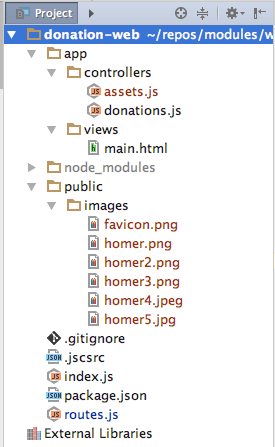 Project
donation-web ~/repos/modules/w
app
controllers
assets.js
donations.js
views
main.html
node_modules
public
images
favicon.png
homer.png
homer2.png
homer3.png
homer4.jpeg
homer5.jpg
.gitignore
.jscsrc
index.js
package.json
routes.js
External Libraries